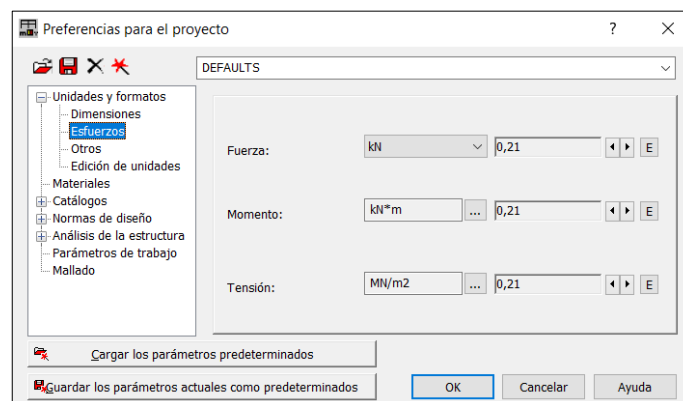 Preferencias para el proyecto ? X
DEFAULTS
Unidades y formatos
Dimensiones
Esfuerzos
Otros
Edición de unidades
Materiales
Catálogos
Normas de diseño
Análisis de la estructura
Parámetros de trabajo
Mallado
Fuerza: kN 0,21 E
Momento: kN*m ... 0,21 E
Tensión: MN/m2 ... 0,21 E
Cargar los parámetros predeterminados
Guardar los parámetros actuales como predeterminados
OK Cancelar Ayuda